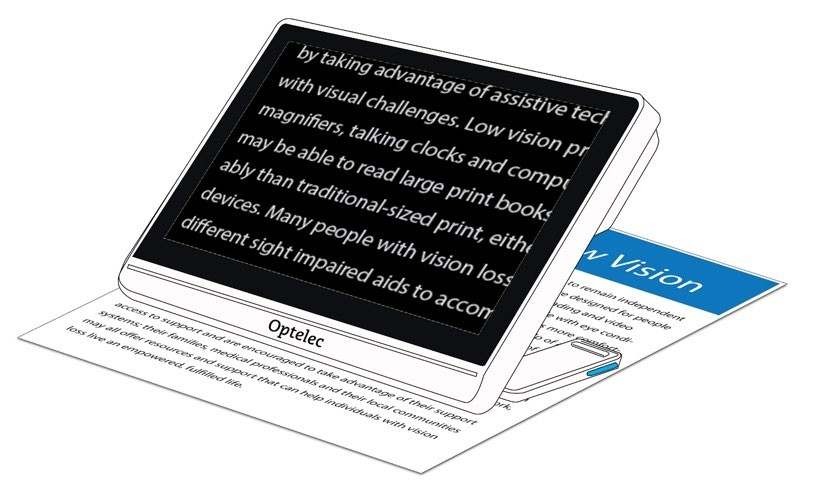 by taking advantage of assistive tech
with visual challenges. Low vision pr
magnifiers, talking clocks and compu
may be able to read large print books
ably than traditional-sized print, eithe
devices. Many people with vision loss
different sight impaired aids to accom
Optelec
w Vision
to remain independent
e designed for people
ding and video
e with eye condi-
s more comfort-
o of
of
ork.
access to support and are encouraged to take advantage of their support
systems; their families, medical professionals and their local communities
may all offer resources and support that can help individuals with vision
loss live an empowered, fulfilled life.